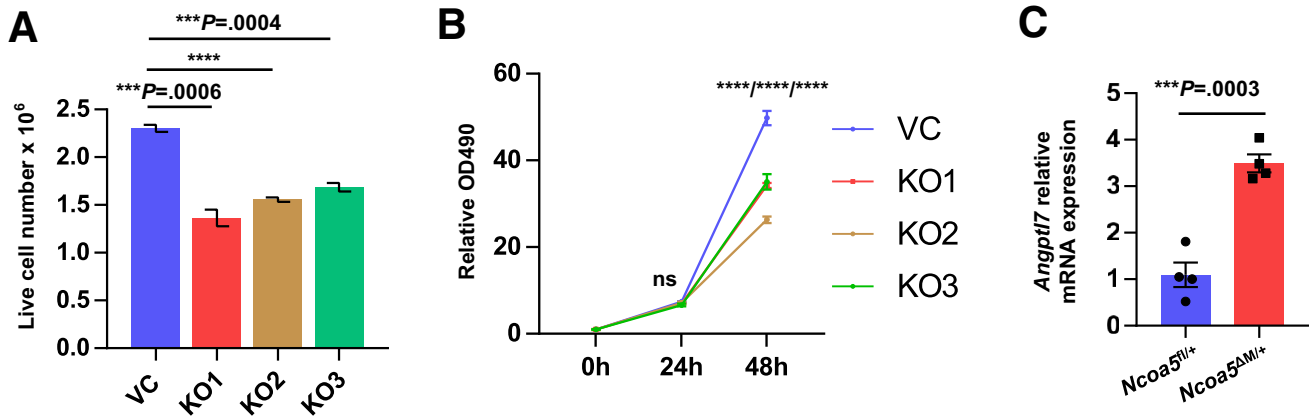 A
***P=.0004
****
***P=.0006
Live cell number x 10⁶
2.5
2.0
1.5
1.0
0.5
0.0
VC
KO1
KO2
KO3
B
Relative OD490
60
40
20
0
ns
****/****/****
0h
24h
48h
VC
KO1
KO2
KO3
C
***P=.0003
Angptl7 relative
mRNA expression
5
4
3
2
1
0
Ncoa5fl/+
Ncoa5ΔM/+